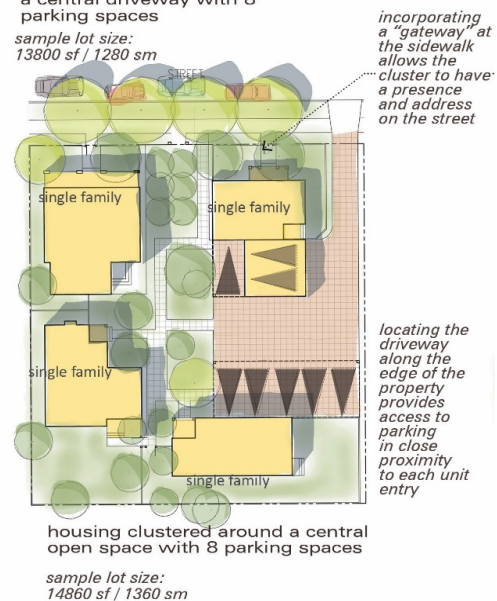 a central driveway with 8
parking spaces
sample lot size:
13800 sf / 1280 sm
incorporating
a "gateway" at
the sidewalk
allows the
cluster to have
a presence
and address
on the street
STREET
single family
single family
single family
single family
locating the
driveway
along the
edge of the
property
provides
access to
parking
in close
proximity
to each unit
entry
housing clustered around a central
open space with 8 parking spaces
sample lot size:
14860 sf / 1360 sm